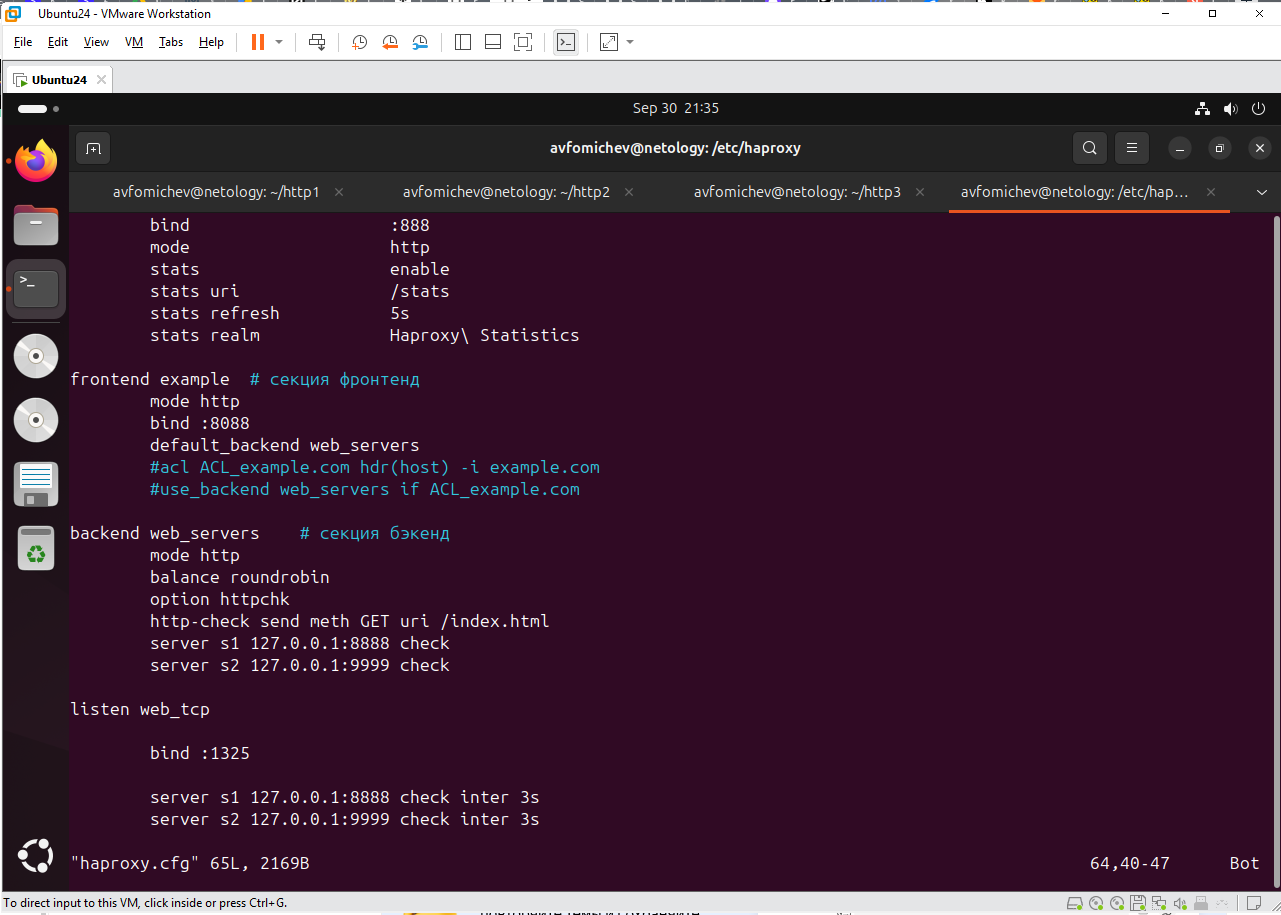 Ubuntu24 - VMware Workstation
File Edit View VM Tabs Help
Ubuntu24
Sep 30 21:35
avfomichev@netology: /etc/haproxy
avfomichev@netology: ~/http1
avfomichev@netology: ~/http2
avfomichev@netology: ~/http3
avfomichev@netology: /etc/hap...
bind :888
mode http
stats enable
stats uri /stats
stats refresh 5s
stats realm Haproxy\ Statistics
frontend example # секция фронтенд
mode http
bind :8088
default_backend web_servers
#acl ACL_example.com hdr(host) -i example.com
#use_backend web_servers if ACL_example.com
backend web_servers # секция бэкенд
mode http
balance roundrobin
option httpchk
http-check send meth GET uri /index.html
server s1 127.0.0.1:8888 check
server s2 127.0.0.1:9999 check
listen web_tcp
bind :1325
server s1 127.0.0.1:8888 check inter 3s
server s2 127.0.0.1:9999 check inter 3s
"haproxy.cfg" 65L, 2169B 64,40-47 Bot
To direct input to this VM, click inside or press Ctrl+G.